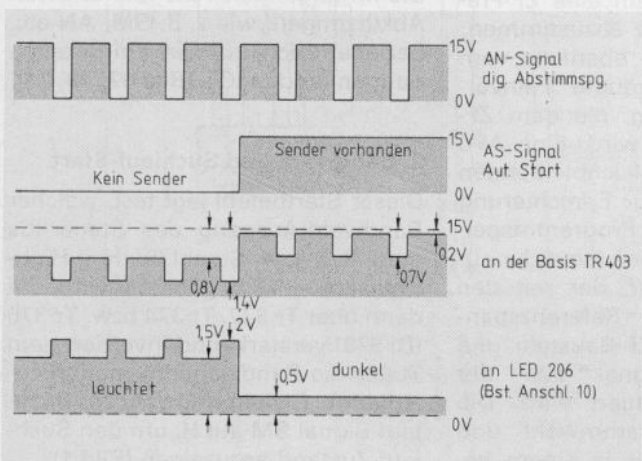 15V
AN-Signal
dig. Abstimmspg.
0V
Kein Sender
Sender vorhanden
15V
AS-Signal
Aut. Start
0V
15V
0,2V
0,7V
0,8V
1,4V
0V
an der Basis TR403
1,5V
2V
leuchtet
0,5V
dunkel
an LED 206
(Bst. Anschl. 10)
0V